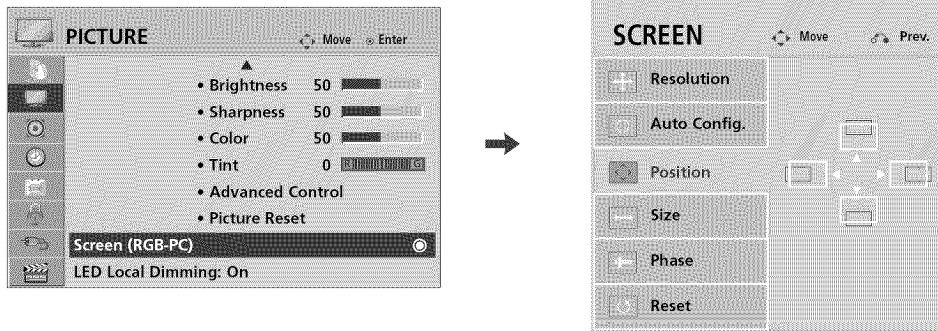 PICTURE
Move
Enter
• Brightness 50
• Sharpness 50
• Color 50
• Tint 0 R G
• Advanced Control
• Picture Reset
Screen (RGB-PC)
LED Local Dimming: On
SCREEN
Move
Prev.
Resolution
Auto Config.
Position
Size
Phase
Reset